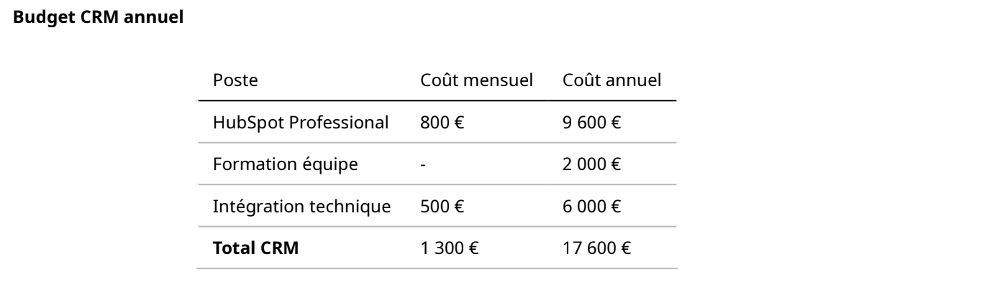 Budget CRM annuel
Poste Coût mensuel Coût annuel
HubSpot Professional 800 € 9 600 €
Formation équipe - 2 000 €
Intégration technique 500 € 6 000 €
Total CRM 1 300 € 17 600 €